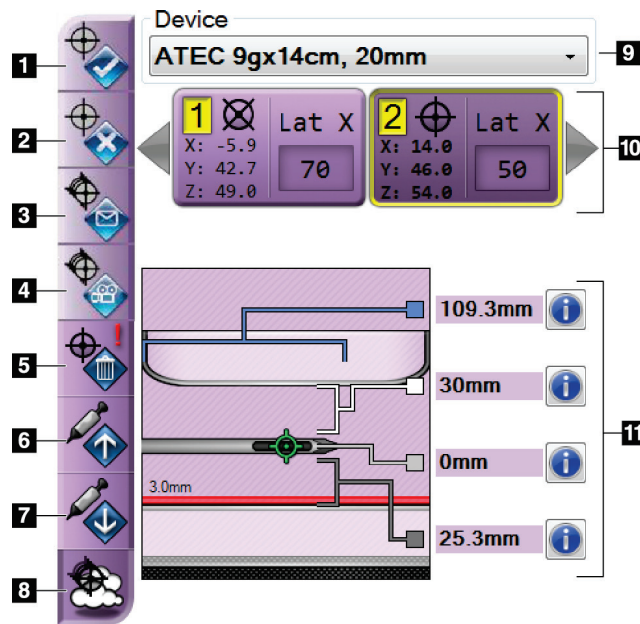 Device
1
ATEC 9gx14cm, 20mm
9
1
Lat X
X: -5.9
Y: 42.7
Z: 49.0
70
2
Lat X
X: 14.0
Y: 46.0
Z: 54.0
50
2
10
3
4
109.3mm
5
!
30mm
6
11
0mm
7
3.0mm
25.3mm
8
i
i
i
i